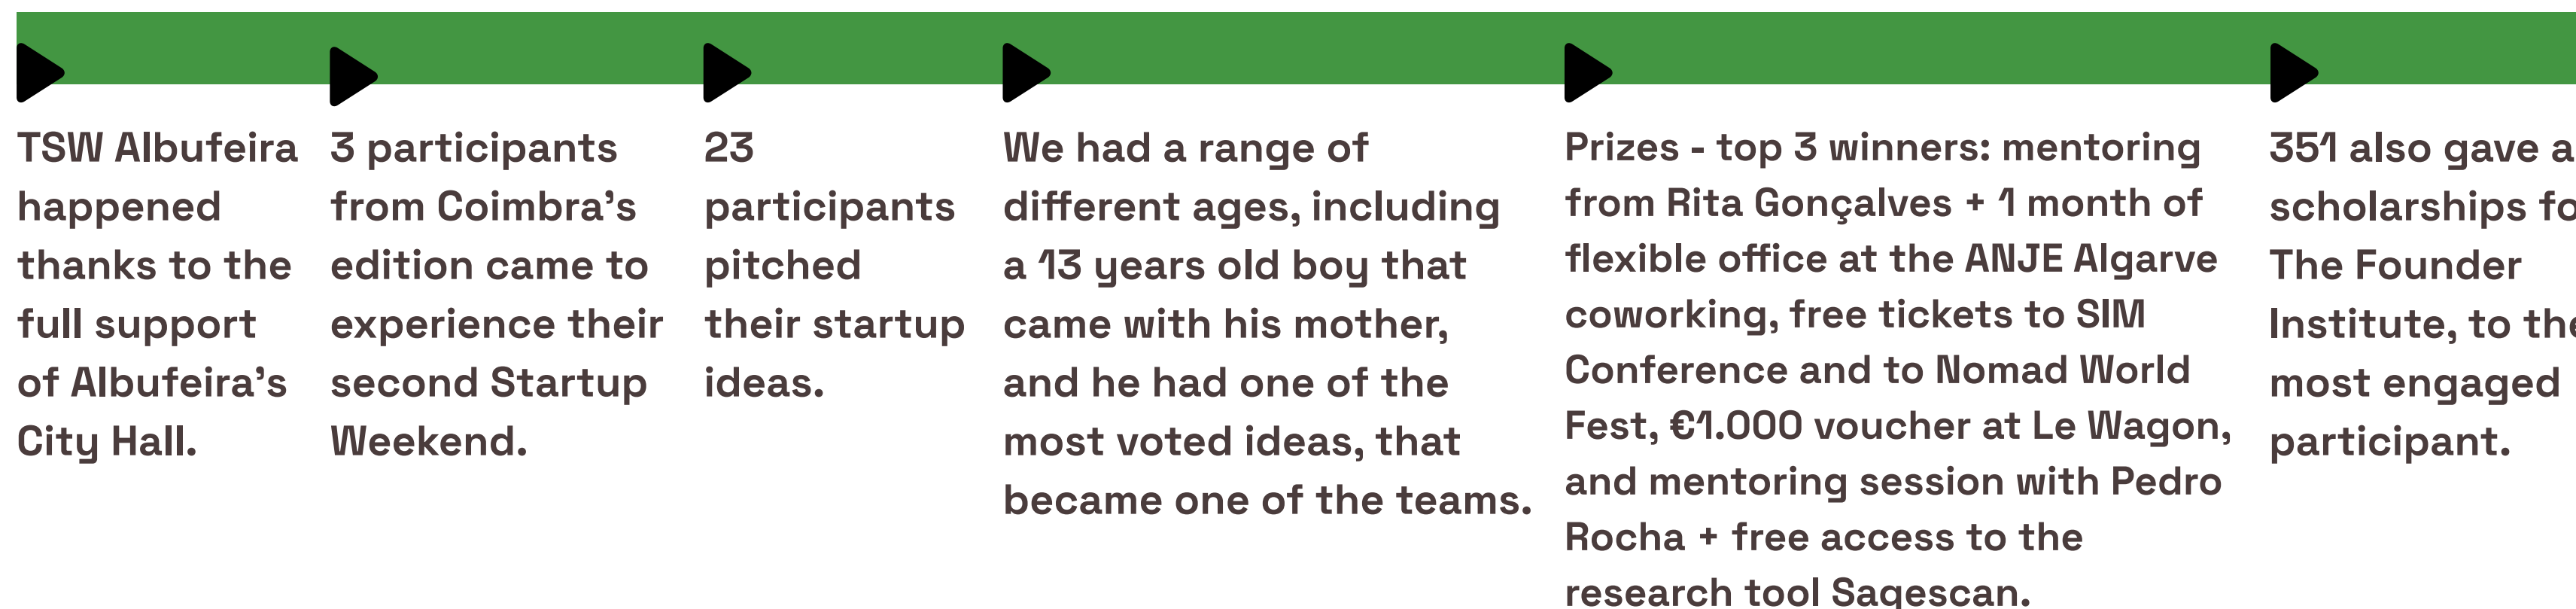 TSW Albufeira
happened
thanks to the
full support
of Albufeira’s
City Hall.
3 participants
from Coimbra’s
edition came to
experience their
second Startup
Weekend.
23
participants
pitched
their startup
ideas.
We had a range of
different ages, including
a 13 years old boy that
came with his mother,
and he had one of the
most voted ideas, that
became one of the teams.
Prizes - top 3 winners: mentoring
from Rita Gonçalves + 1 month of
flexible office at the ANJE Algarve
coworking, free tickets to SIM
Conference and to Nomad World
Fest, €1.000 voucher at Le Wagon,
and mentoring session with Pedro
Rocha + free access to the
research tool Sagescan.
351 also gave a
scholarships
The Founder
Institute, to
most engaged
participant.